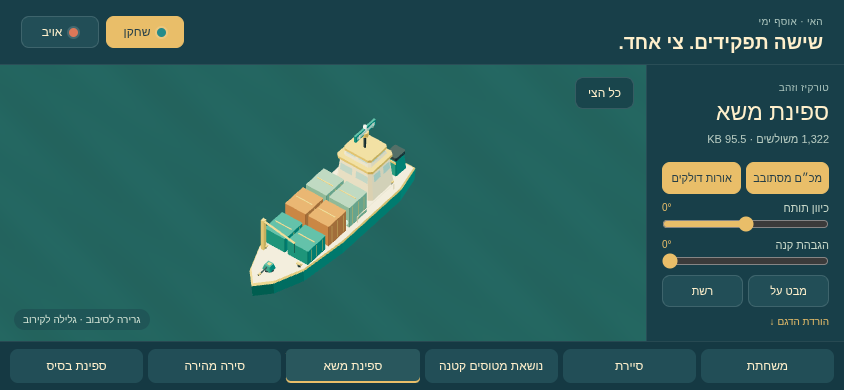 האי · אוסף ימי
שישה תפקידים. צי אחד.
שחקן
אויב
טורקיז וזהב
ספינת משא
1,322 משולשים · 95.5 KB
מכ״ם מסתובב
אורות דולקים
כיוון תותח
0°
הגבהת קנה
0°
מבט על
רשת
הורדת הדגם ↓
כל הצי
גרירה לסיבוב · גלילה לקירוב
משחתת
סיירת
נושאת מטוסים קטנה
ספינת משא
סירה מהירה
ספינת בסיס